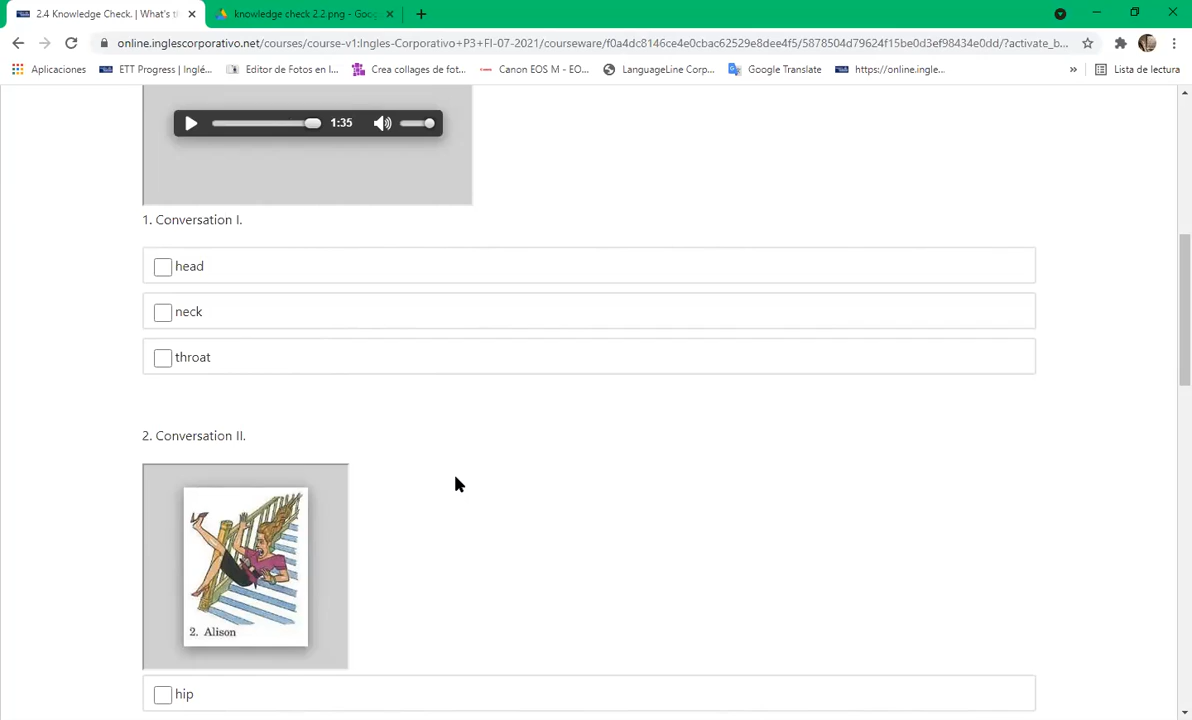 2.4 Knowledge Check. | What's t
knowledge check 2.2 png - Goog
online.inglescorporativo.net/courses/course-v1:Ingles-Corporativo+P3+FI-07-2021/courseware/f0a4dc8146ce4e0cbac62529e8dee4f5/5878504d79624f15be0d3ef98434e0dd/?activate_b...
Aplicaciones
ETT Progress | Inglé...
Editor de Fotos en l...
Crea collages de fot...
Canon EOS M - EO...
LanguageLine Corp...
Google Translate
https://online.ingle...
»
Lista de lectura
1:35
1. Conversation I.
head
neck
throat
2. Conversation II.
2. Alison
hip